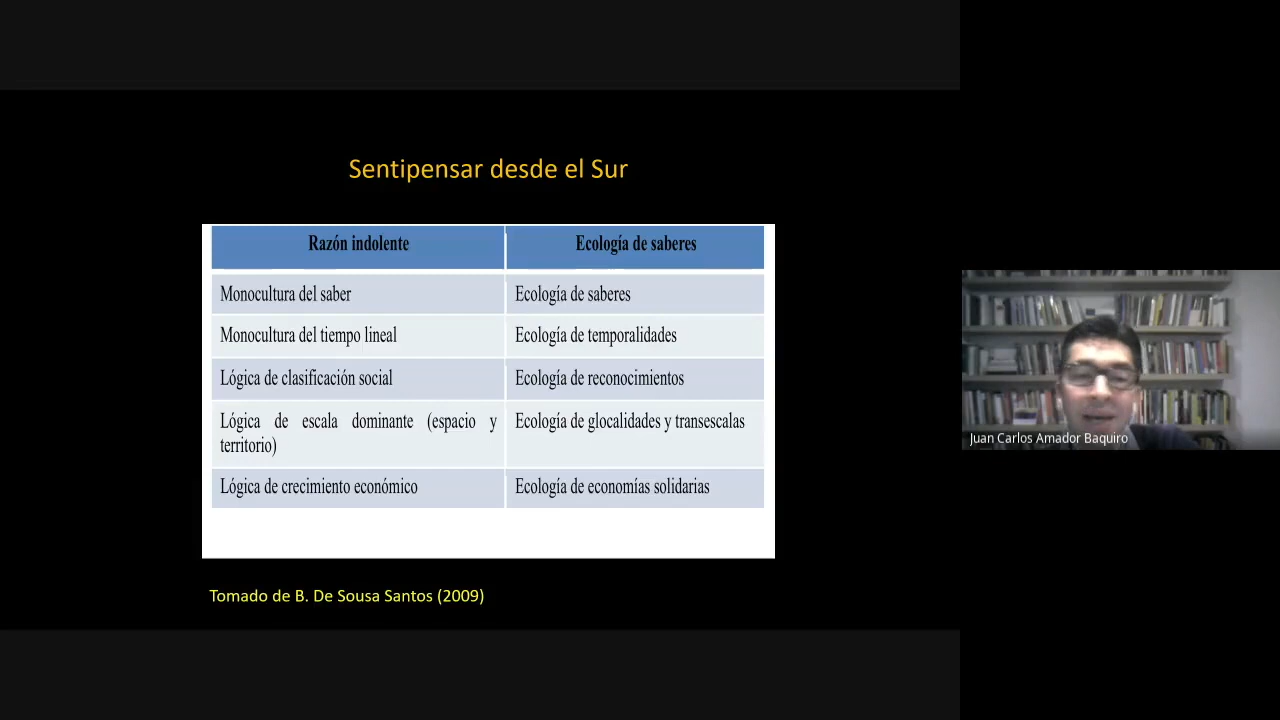 Sentipensar desde el Sur
Razón indolente
Ecología de saberes
Monocultura del saber
Ecología de saberes
Monocultura del tiempo lineal
Ecología de temporalidades
Lógica de clasificación social
Ecología de reconocimientos
Lógica de escala dominante (espacio y
territorio)
Ecología de glocalidades y transescalas
Lógica de crecimiento económico
Ecología de economías solidarias
Tomado de B. De Sousa Santos (2009)
Juan Carlos Amador Baquiro